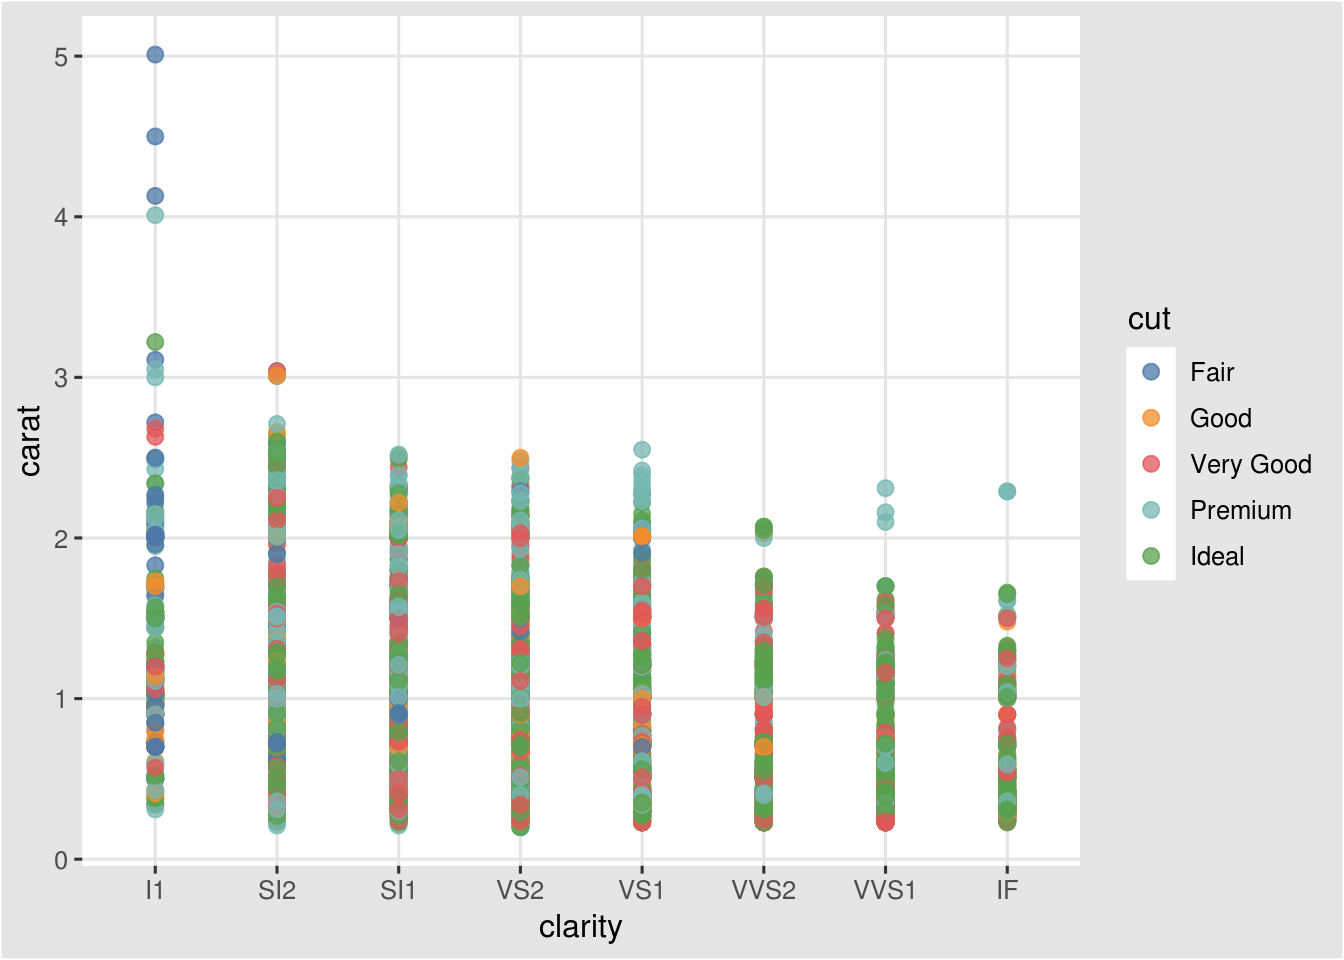 5
4
3
2
1
0
carat
I1 SI2 SI1 VS2 VS1 VVS2 VVS1 IF
clarity
cut
Fair
Good
Very Good
Premium
Ideal